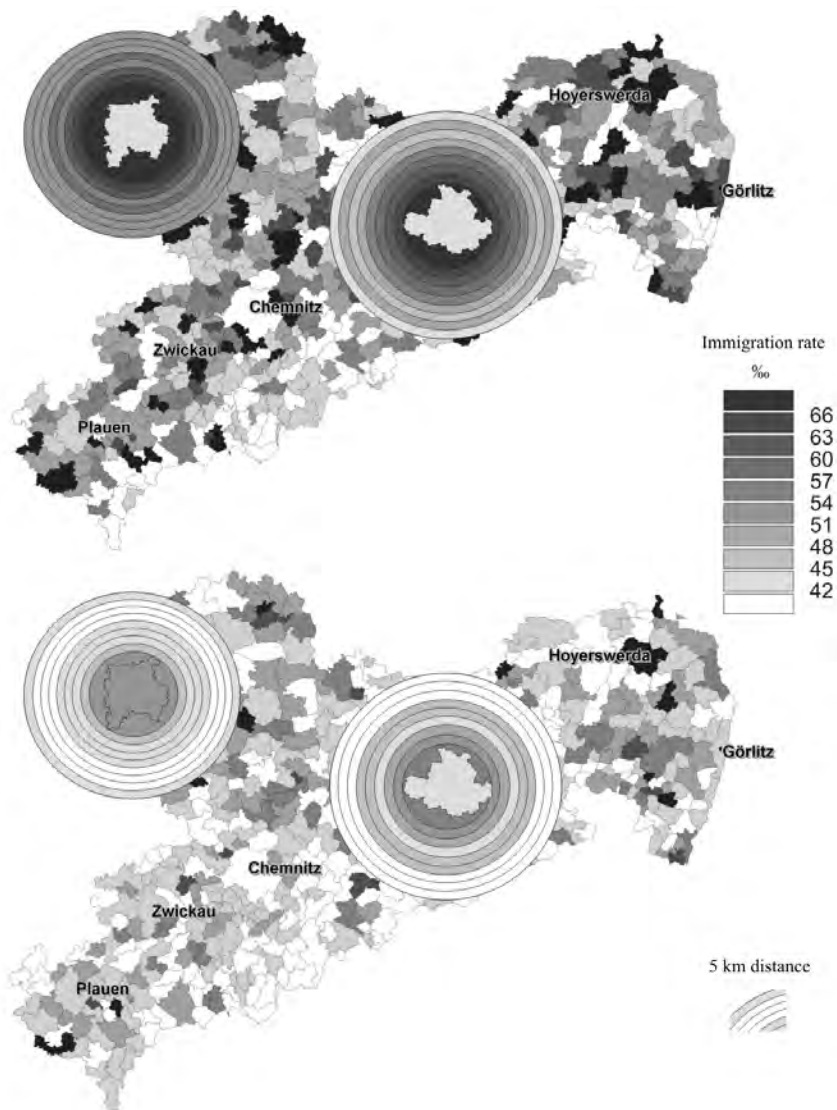 Hoyerswerda
Görlitz
Chemnitz
Zwickau
Plauen
Immigration rate
‰
66
63
60
57
54
51
48
45
42
Hoyerswerda
Görlitz
Chemnitz
Zwickau
Plauen
5 km distance